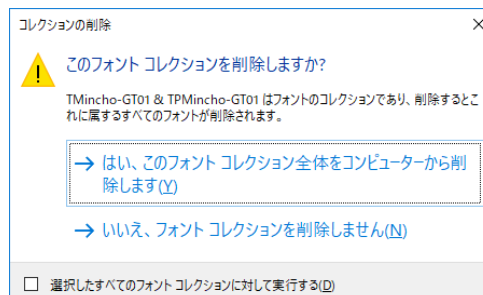 コレクションの削除
このフォント コレクションを削除しますか?
TMincho-GT01 & TPMincho-GT01 はフォントのコレクションであり、削除するとこ
れに属するすべてのフォントが削除されます。
はい、このフォント コレクション全体をコンピューターから削
除します(Y)
いいえ、フォント コレクションを削除しません(N)
選択したすべてのフォント コレクションに対して実行する(D)